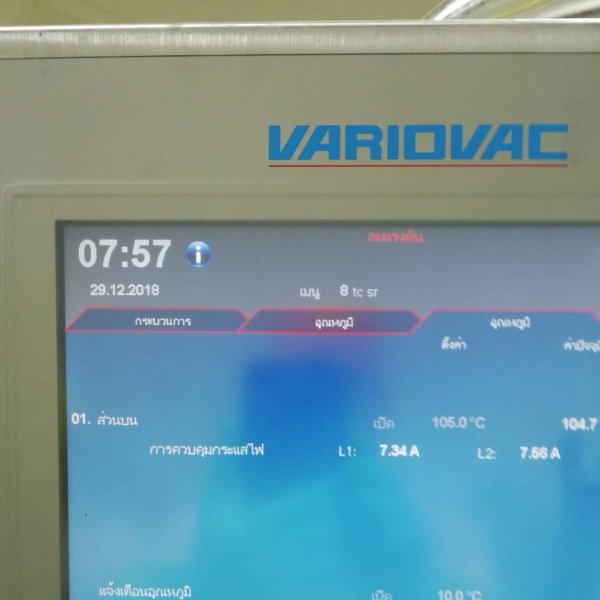 VARIOVAC
07:57 i ลมแรงดัน
29.12.2018 เมนู 8 tc sr
กระบวนการ อุณหภูมิ อุณหภูมิ
ตั้งค่า ค่าปัจจุ
01. ส่วนบน เปิด 105.0 °C 104.7
การควบคุมกระแสไฟ L1: 7.34 A L2: 7.56 A
แจ้งเตือนอุณหภูมิ เปิด 10.0 °C